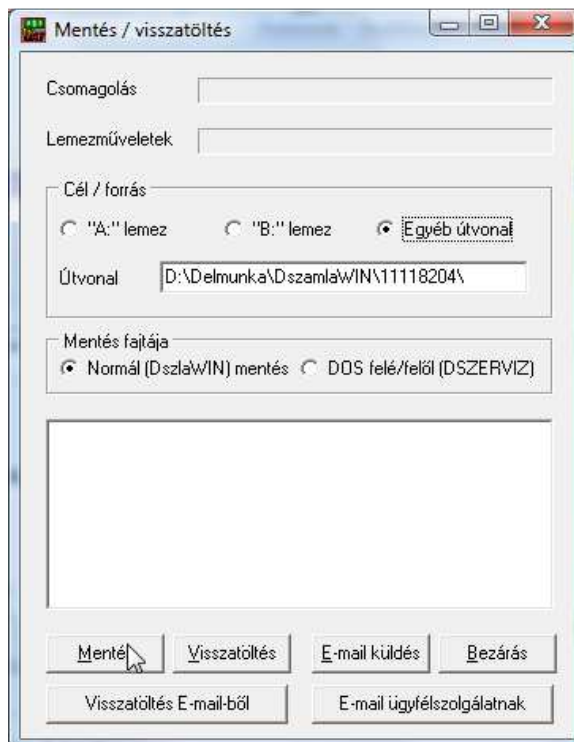 Mentés / visszatöltés
Csomagolás
Lemezműveletek
Cél / forrás
"A:" lemez "B:" lemez Egyéb útvonal
Útvonal D:\Delmunka\DszamlaWIN\11118204\
Mentés fajtája
Normál (DszlaWIN) mentés DOS felé/felől (DSZERVIZ)
Menté Visszatöltés E-mail küldés Bezárás
Visszatöltés E-mail-ből E-mail ügyfélszolgálatnak